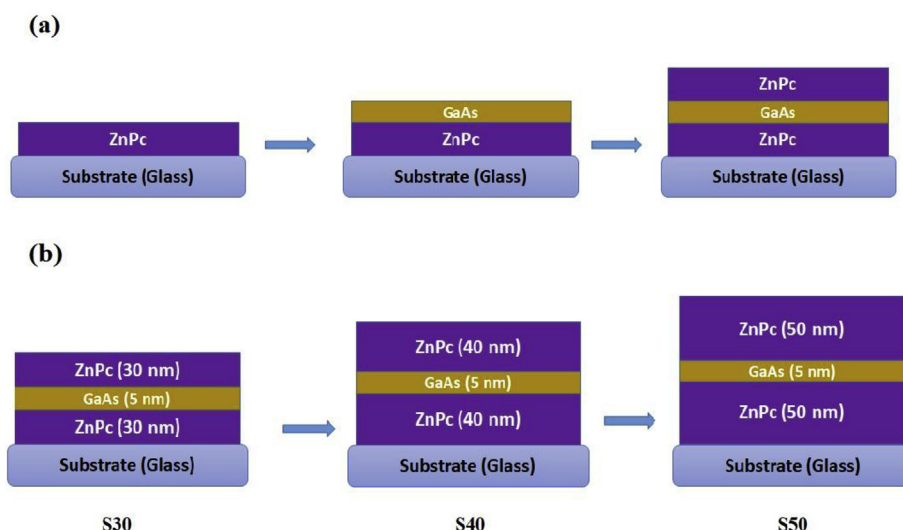 (a)
ZnPc
Substrate (Glass)
GaAs
ZnPc
Substrate (Glass)
ZnPc
GaAs
ZnPc
Substrate (Glass)
(b)
ZnPc (30 nm)
GaAs (5 nm)
ZnPc (30 nm)
Substrate (Glass)
S30
ZnPc (40 nm)
GaAs (5 nm)
ZnPc (40 nm)
Substrate (Glass)
S40
ZnPc (50 nm)
GaAs (5 nm)
ZnPc (50 nm)
Substrate (Glass)
S50